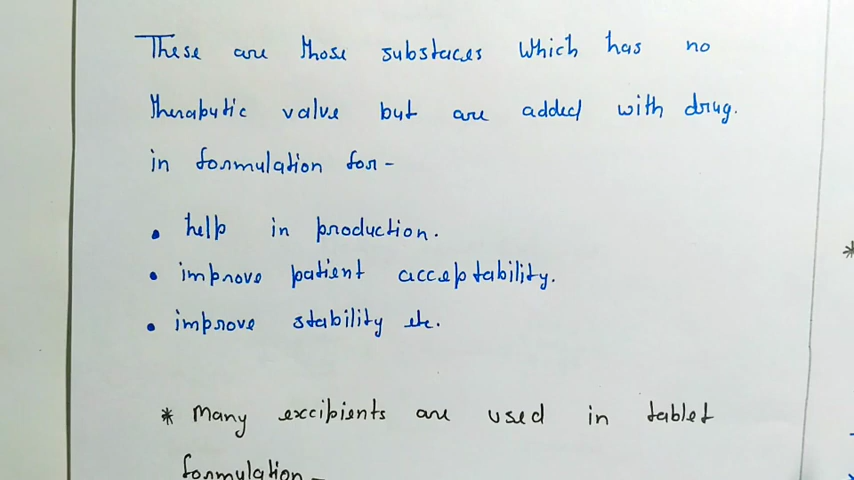 These are those substaces which has no
therabutic value but are added with drug.
in formulation for-
• help in production.
• improve patient acceptability.
• improve stability etc.
* Many excipients are used in tablet
formulation -